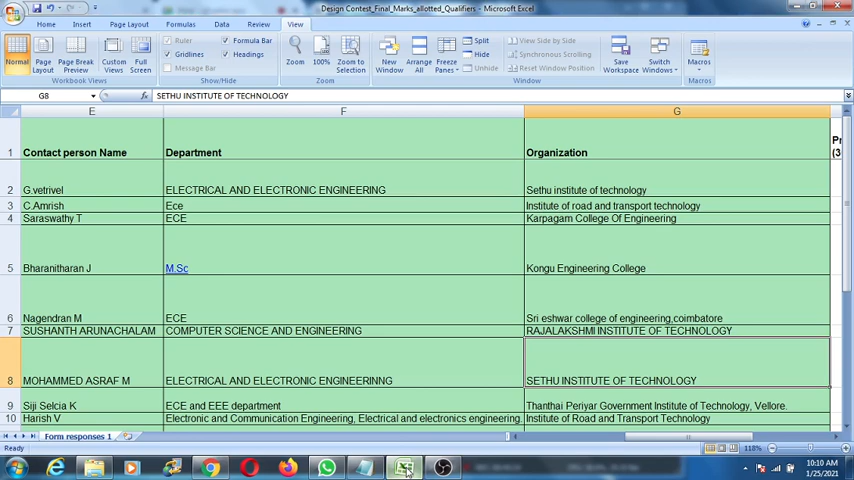 Design Contest_Final_Marks_allotted_Qualifiers - Microsoft Excel
Home Insert Page Layout Formulas Data Review View
Ruler Formula Bar
Gridlines Headings
Message Bar
Normal Page Layout Page Break Preview Custom Views Full Screen
Zoom 100% Zoom to Selection
New Window Arrange All Freeze Panes
Split
Hide
Unhide
View Side by Side
Synchronous Scrolling
Reset Window Position
Save Workspace Switch Windows
Macros
Workbook Views Show/Hide Zoom Window Macros
G8 SETHU INSTITUTE OF TECHNOLOGY
E F G
1 Contact person Name Department Organization
2 G.vetrivel ELECTRICAL AND ELECTRONIC ENGINEERING Sethu institute of technology
3 C.Amrish Ece Institute of road and transport technology
4 Saraswathy T ECE Karpagam College Of Engineering
5 Bharanitharan J M.Sc Kongu Engineering College
6 Nagendran M ECE Sri eshwar college of engineering,coimbatore
7 SUSHANTH ARUNACHALAM COMPUTER SCIENCE AND ENGINEERING RAJALAKSHMI INSTITUTE OF TECHNOLOGY
8 MOHAMMED ASRAF M ELECTRICAL AND ELECTRONIC ENGINEERINNG SETHU INSTITUTE OF TECHNOLOGY
9 Siji Selcia K ECE and EEE department Thanthai Periyar Government Institute of Technology, Vellore.
10 Harish V Electronic and Communication Engineering, Electrical and electronics engineering. Institute of Road and Transport Technology
Form responses 1
Ready 118%
10:10 AM
1/25/2021